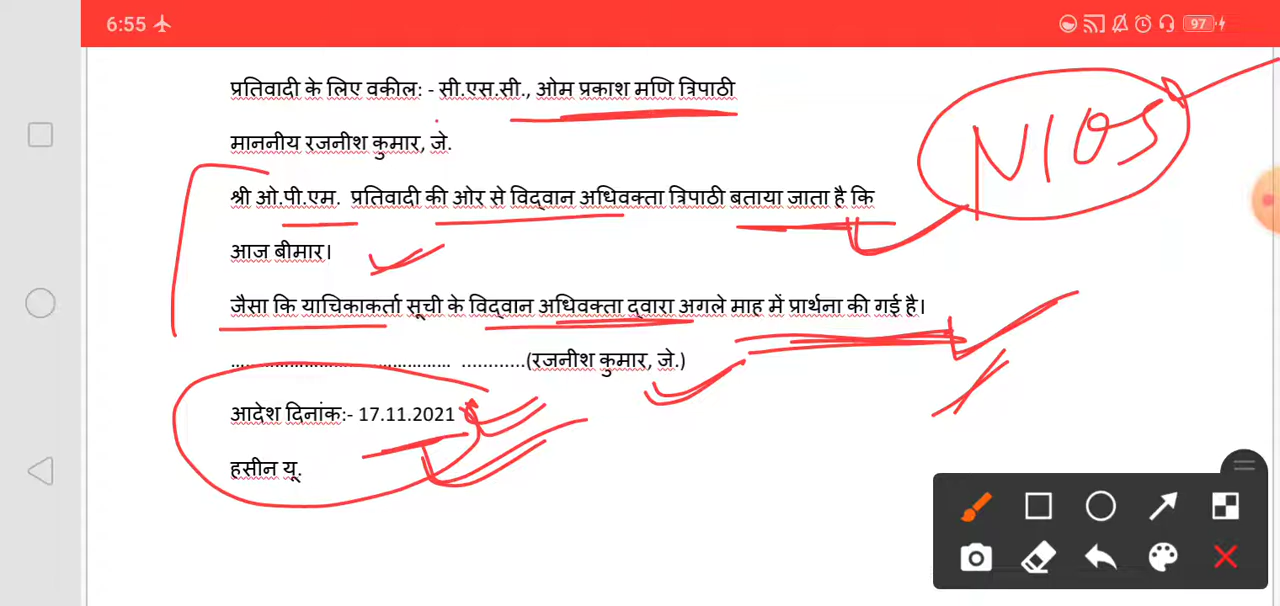 6:55
97
प्रतिवादी के लिए वकील: - सी.एस.सी., ओम प्रकाश मणि त्रिपाठी
माननीय रजनीश कुमार, जे.
NIOS
श्री ओ.पी.एम. प्रतिवादी की ओर से विद्वान अधिवक्ता त्रिपाठी बताया जाता है कि
आज बीमार।
जैसा कि याचिकाकर्ता सूची के विद्वान अधिवक्ता द्वारा अगले माह में प्रार्थना की गई है।
.......................................... ............(रजनीश कुमार, जे.)
आदेश दिनांक:- 17.11.2021
हसीन यू.